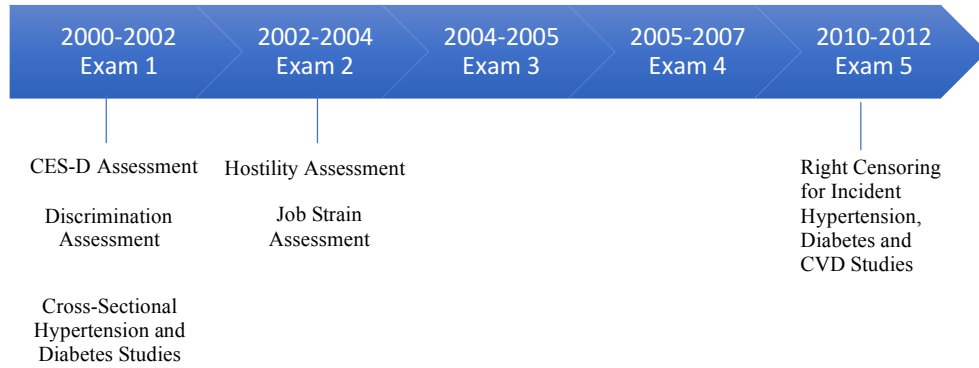 2000-2002
Exam 1
2002-2004
Exam 2
2004-2005
Exam 3
2005-2007
Exam 4
2010-2012
Exam 5
CES-D Assessment
Discrimination
Assessment
Cross-Sectional
Hypertension and
Diabetes Studies
Hostility Assessment
Job Strain
Assessment
Right Censoring
for Incident
Hypertension,
Diabetes and
CVD Studies